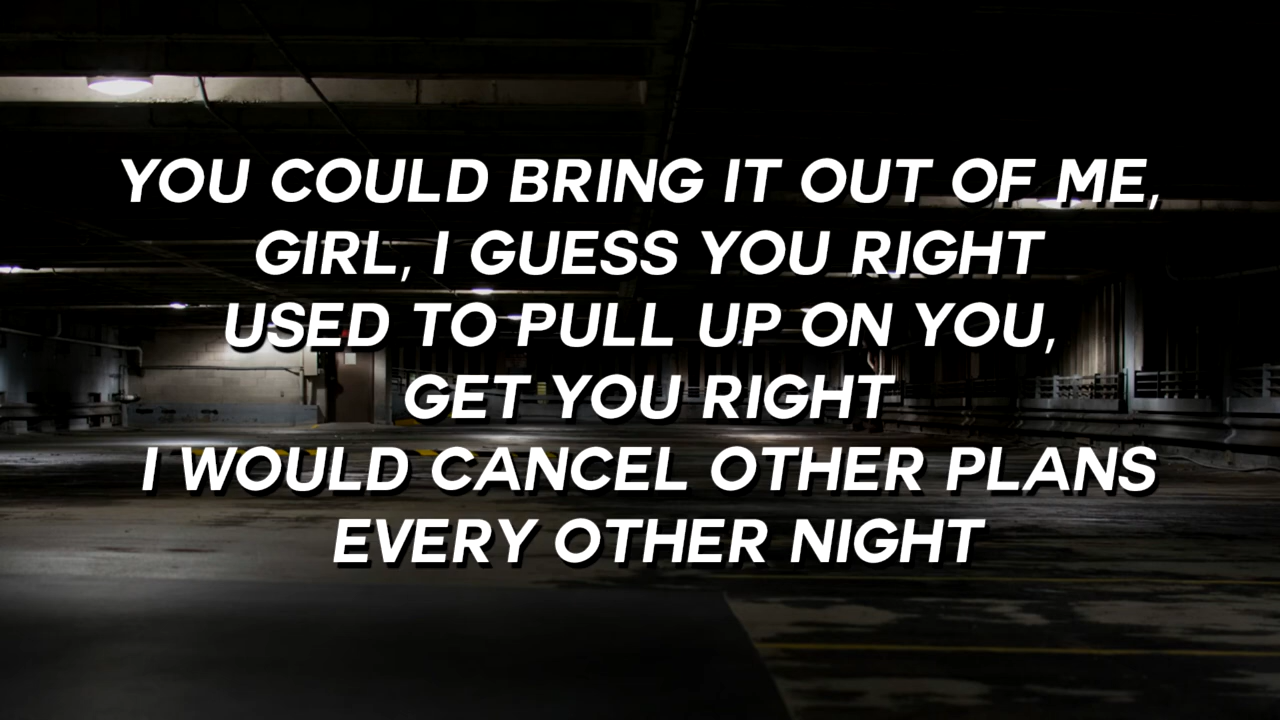 YOU COULD BRING IT OUT OF ME,
GIRL, I GUESS YOU RIGHT
USED TO PULL UP ON YOU,
GET YOU RIGHT
I WOULD CANCEL OTHER PLANS
EVERY OTHER NIGHT